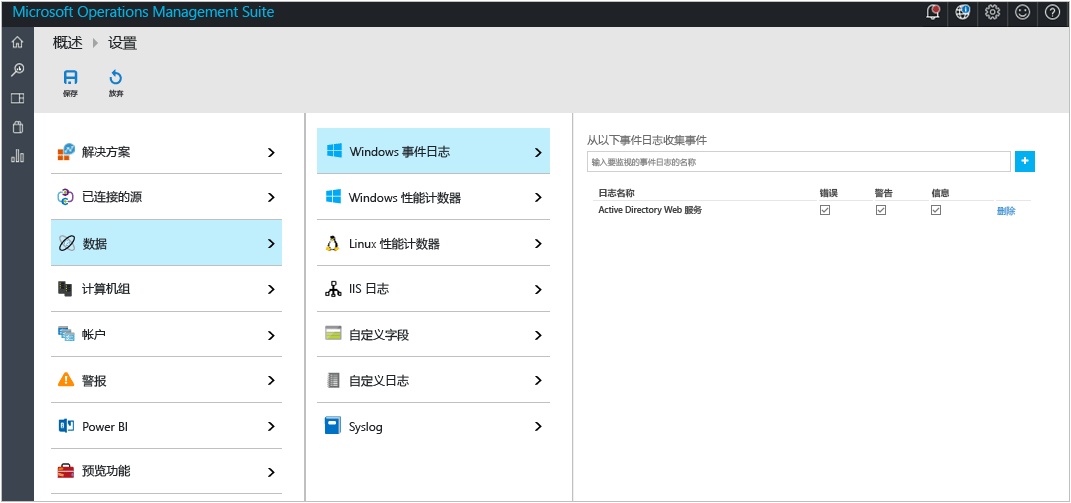 Microsoft Operations Management Suite
概述 设置
保存 放弃
解决方案
已连接的源
数据
计算机组
帐户
警报
Power BI
预览功能
Windows 事件日志
Windows 性能计数器
Linux 性能计数器
IIS 日志
自定义字段
自定义日志
Syslog
从以下事件日志收集事件
输入要监视的事件日志的名称
日志名称 错误 警告 信息
Active Directory Web 服务 删除